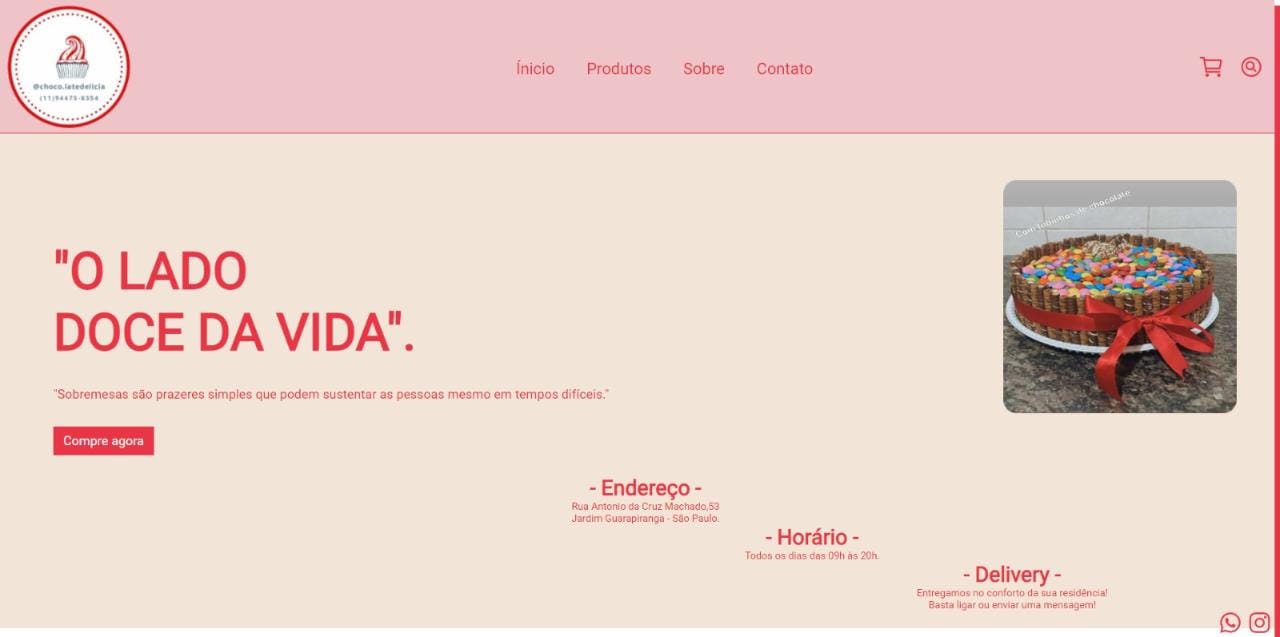 @choco.latedelicia
(11)94475-8354
Ínicio Produtos Sobre Contato
Com tubinhos de chocolate
"O LADO
DOCE DA VIDA".
"Sobremesas são prazeres simples que podem sustentar as pessoas mesmo em tempos difíceis."
Compre agora
- Endereço -
Rua Antonio da Cruz Machado,53
Jardim Guarapiranga - São Paulo.
- Horário -
Todos os dias das 09h às 20h.
- Delivery -
Entregamos no conforto da sua residência!
Basta ligar ou enviar uma mensagem!